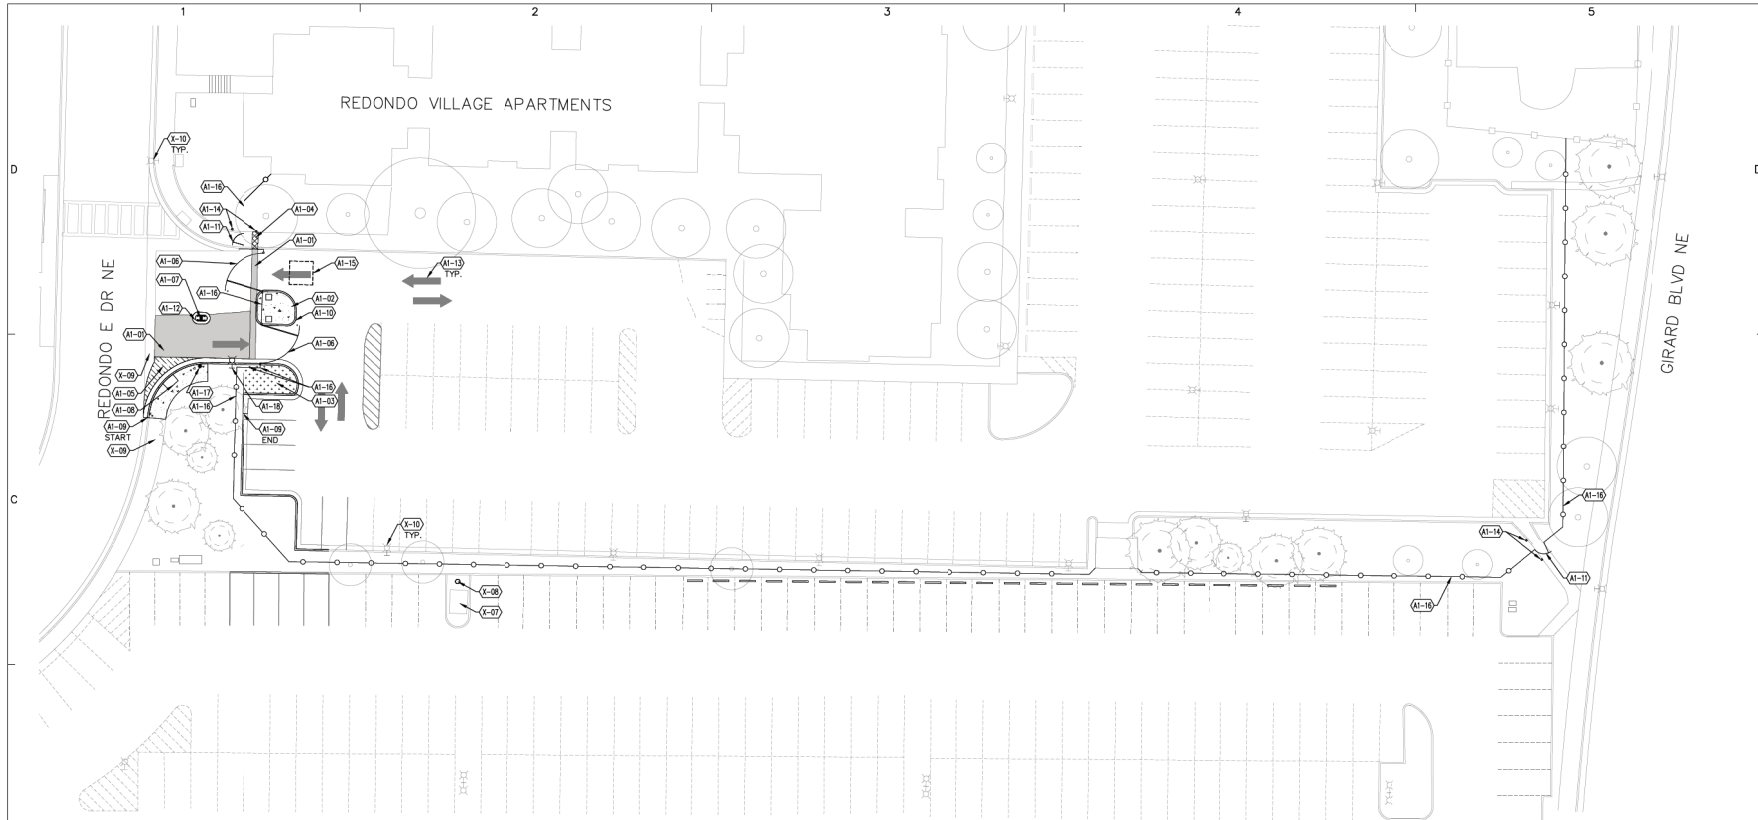 1 2 3 4 5
REDONDO VILLAGE APARTMENTS
X-10
TYP.
D
D
A1-16
A1-14
A1-04
A1-11
A1-01
A1-06
A1-15
A1-13
TYP.
A1-07
A1-16
A1-02
A1-12
A1-10
A1-01
A1-06
REDONDO E DR NE
GIRARD BLVD NE
X-09
A1-16
A1-05
A1-17
A1-03
A1-08
A1-16
A1-18
A1-09
START
A1-09
END
X-09
C
A1-16
X-10
TYP.
A1-14
X-08
A1-11
X-07
A1-16